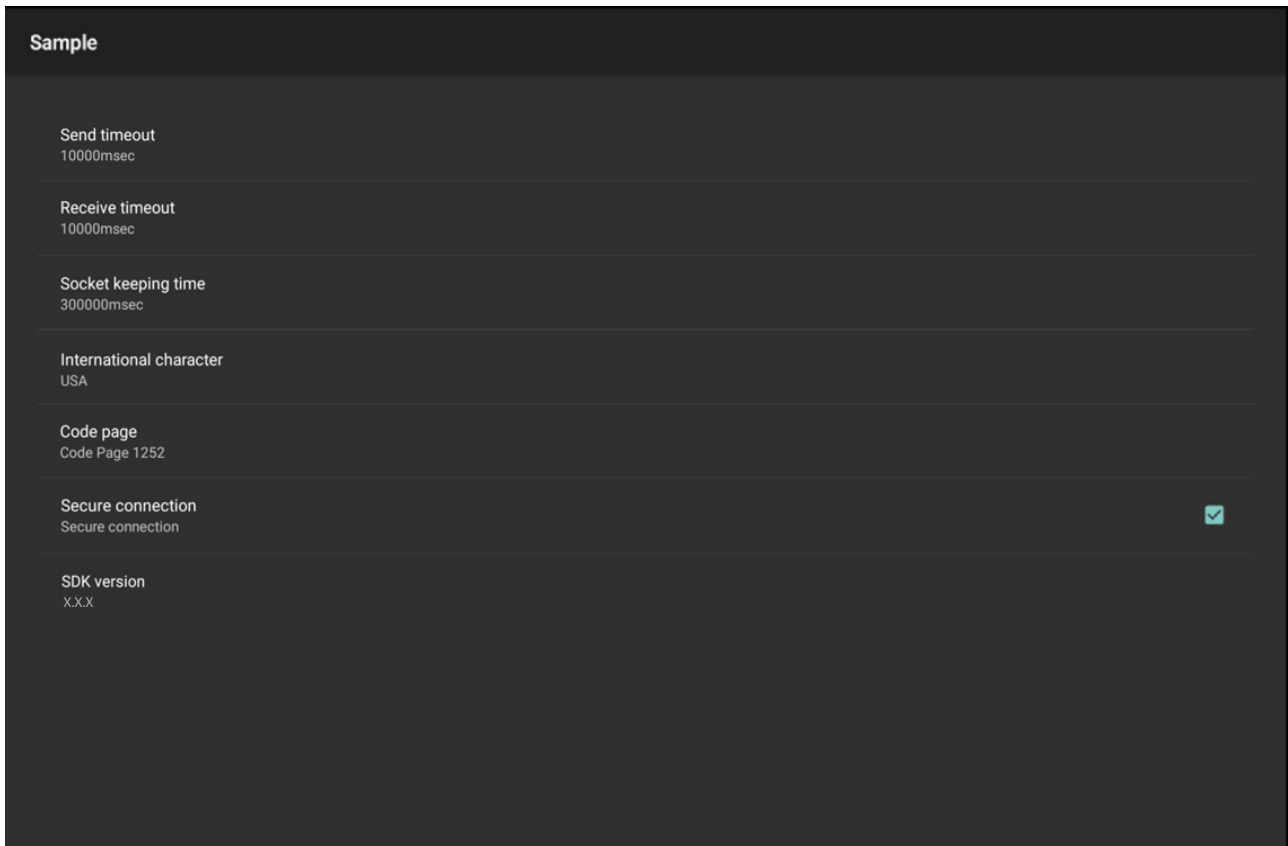 Sample
Send timeout
10000msec
Receive timeout
10000msec
Socket keeping time
300000msec
International character
USA
Code page
Code Page 1252
Secure connection
Secure connection
SDK version
X.X.X